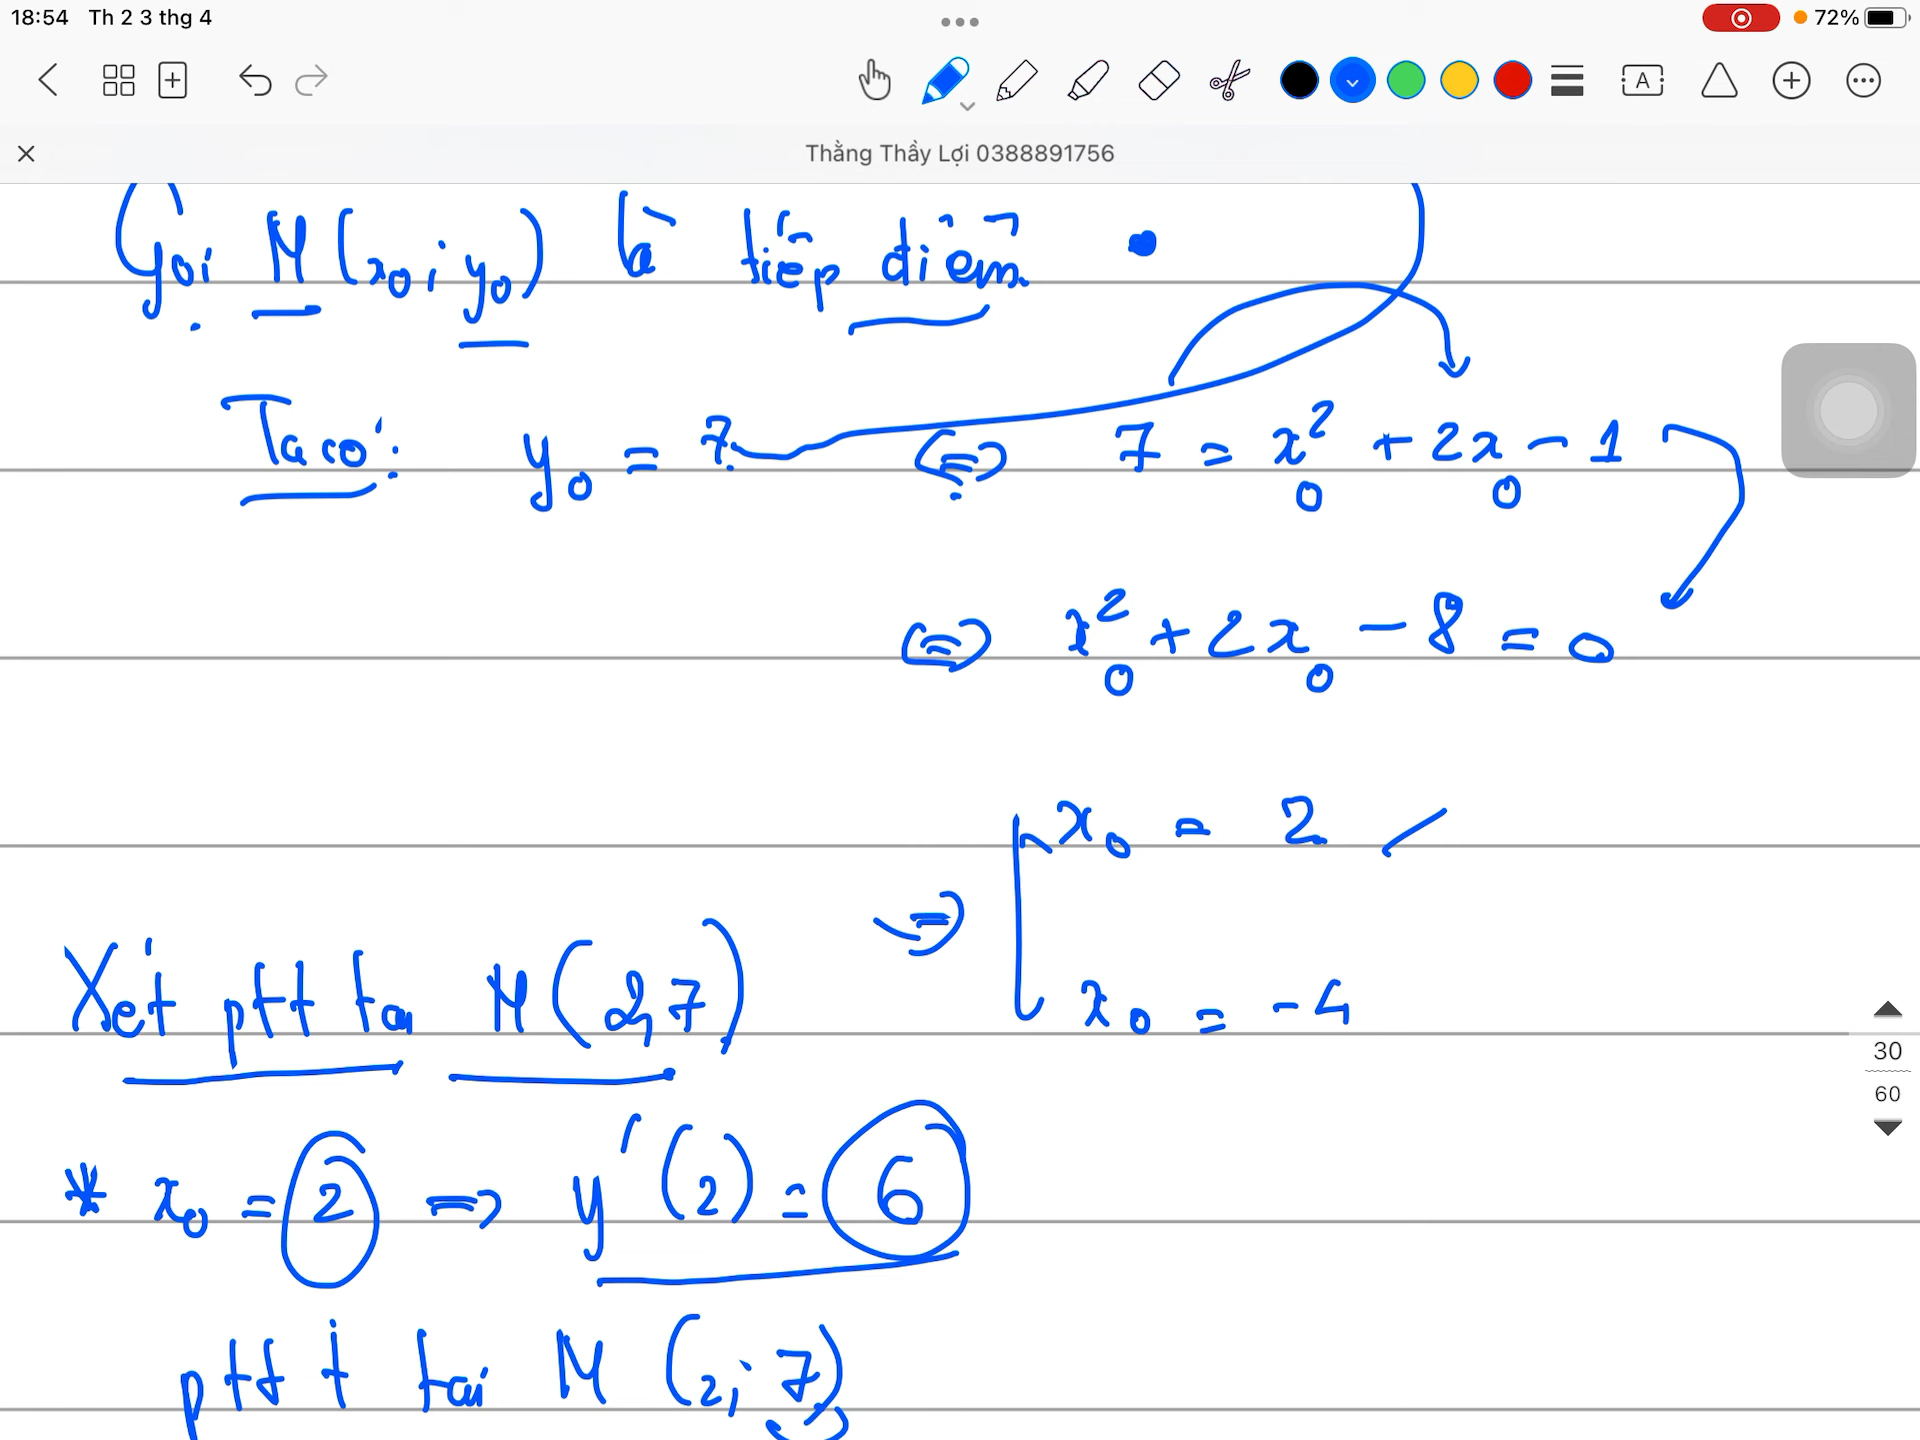 18:54 Th 2 3 thg 4 72%
A
Thằng Thầy Lợi 0388891756
Gọi M(x₀; y₀) là tiếp điểm.
Ta có: y₀ = 7 ⇔ 7 = x₀² + 2x₀ - 1
⇔ x₀² + 2x₀ - 8 = 0
⇒ [ x₀ = 2
x₀ = -4
Xét ptt tại M(2,7)
30
60
* x₀ = 2 ⇒ y'(2) = 6
ptt t tại M (2; 7)